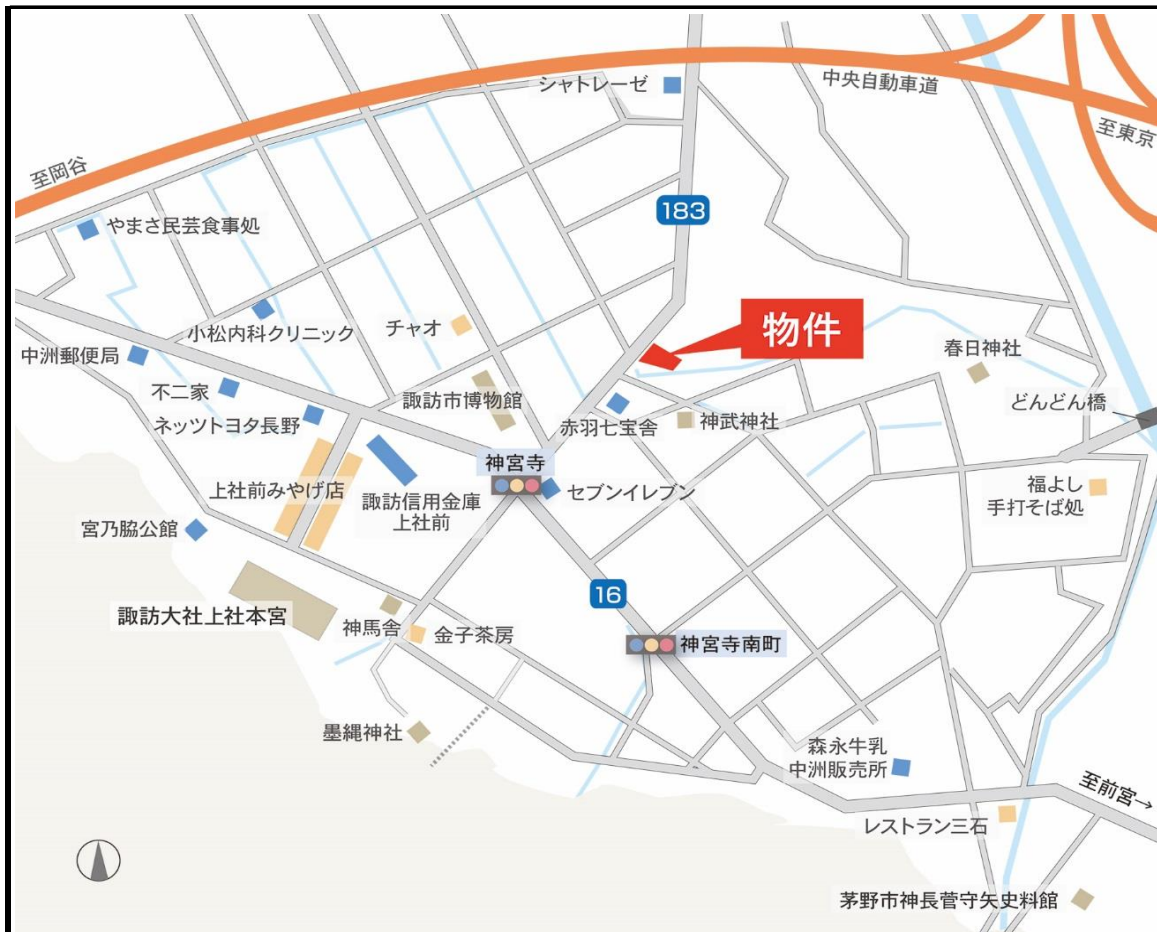 シャトレーゼ
中央自動車道
至東京
至岡谷
183
やまさ民芸食事処
物件
小松内科クリニック
チャオ
中洲郵便局
春日神社
不二家
諏訪市博物館
どんどん橋
ネッツトヨタ長野
赤羽七宝舎
神武神社
神宮寺
上社前みやげ店
諏訪信用金庫
上社前
セブンイレブン
福よし
手打そば処
宮乃脇公館
16
諏訪大社上社本宮
神馬舎
金子茶房
神宮寺南町
墨縄神社
森永牛乳
中洲販売所
至前宮→
レストラン三石
茅野市神長菅守矢史料館